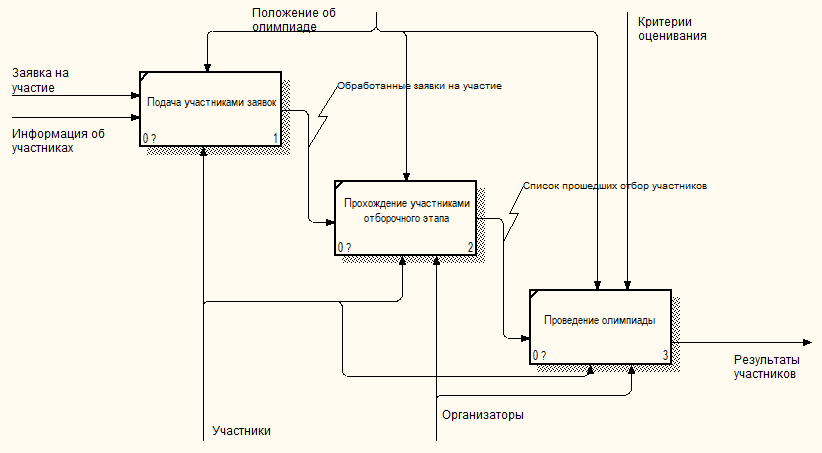 Положение об
олимпиаде
Критерии
оценивания
Заявка на
участие
Обработанные заявки на участие
Подача участниками заявок
0 ?
1
Информация об
участниках
Список прошедших отбор участников
Прохождение участниками
отборочного этапа
0 ?
2
Проведение олимпиады
0 ?
3
Результаты
участников
Организаторы
Участники